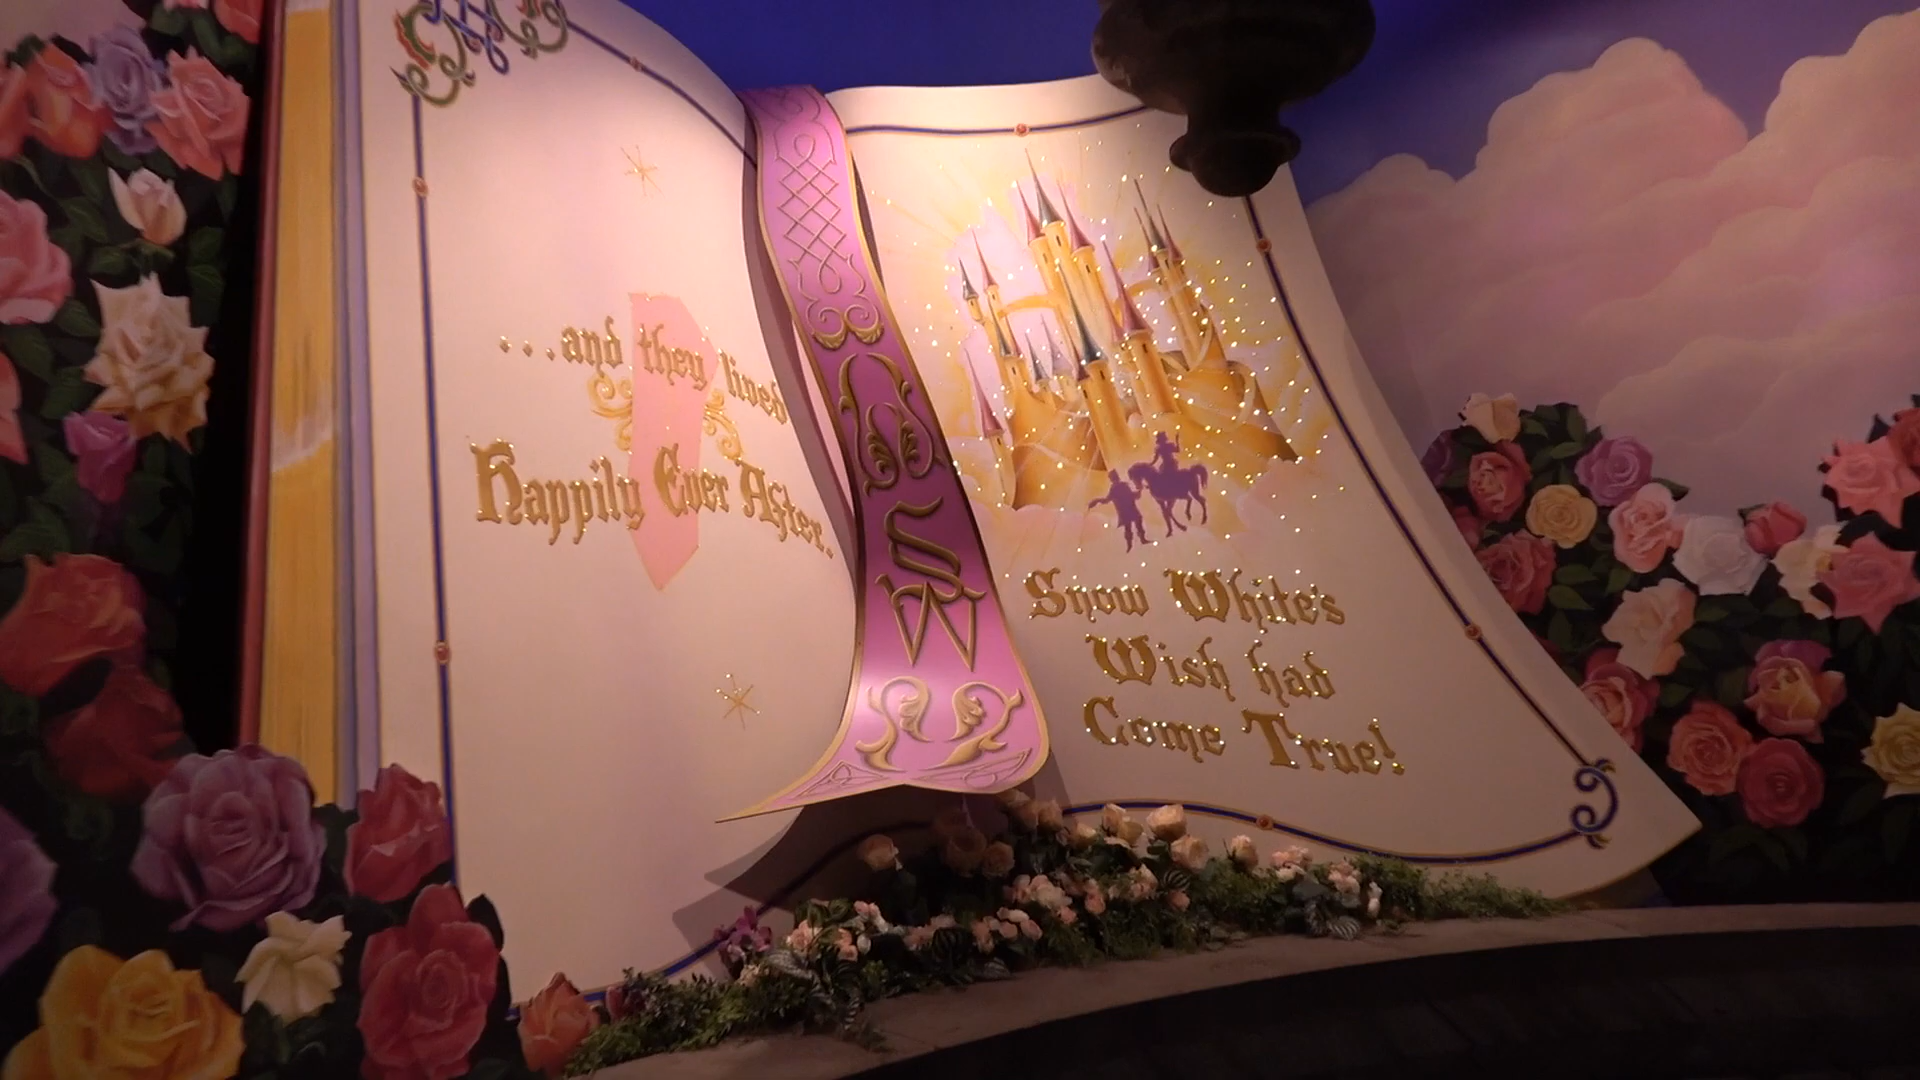 ...and they lived
Happily Ever After.
SW
Snow White's
Wish had
Come True!